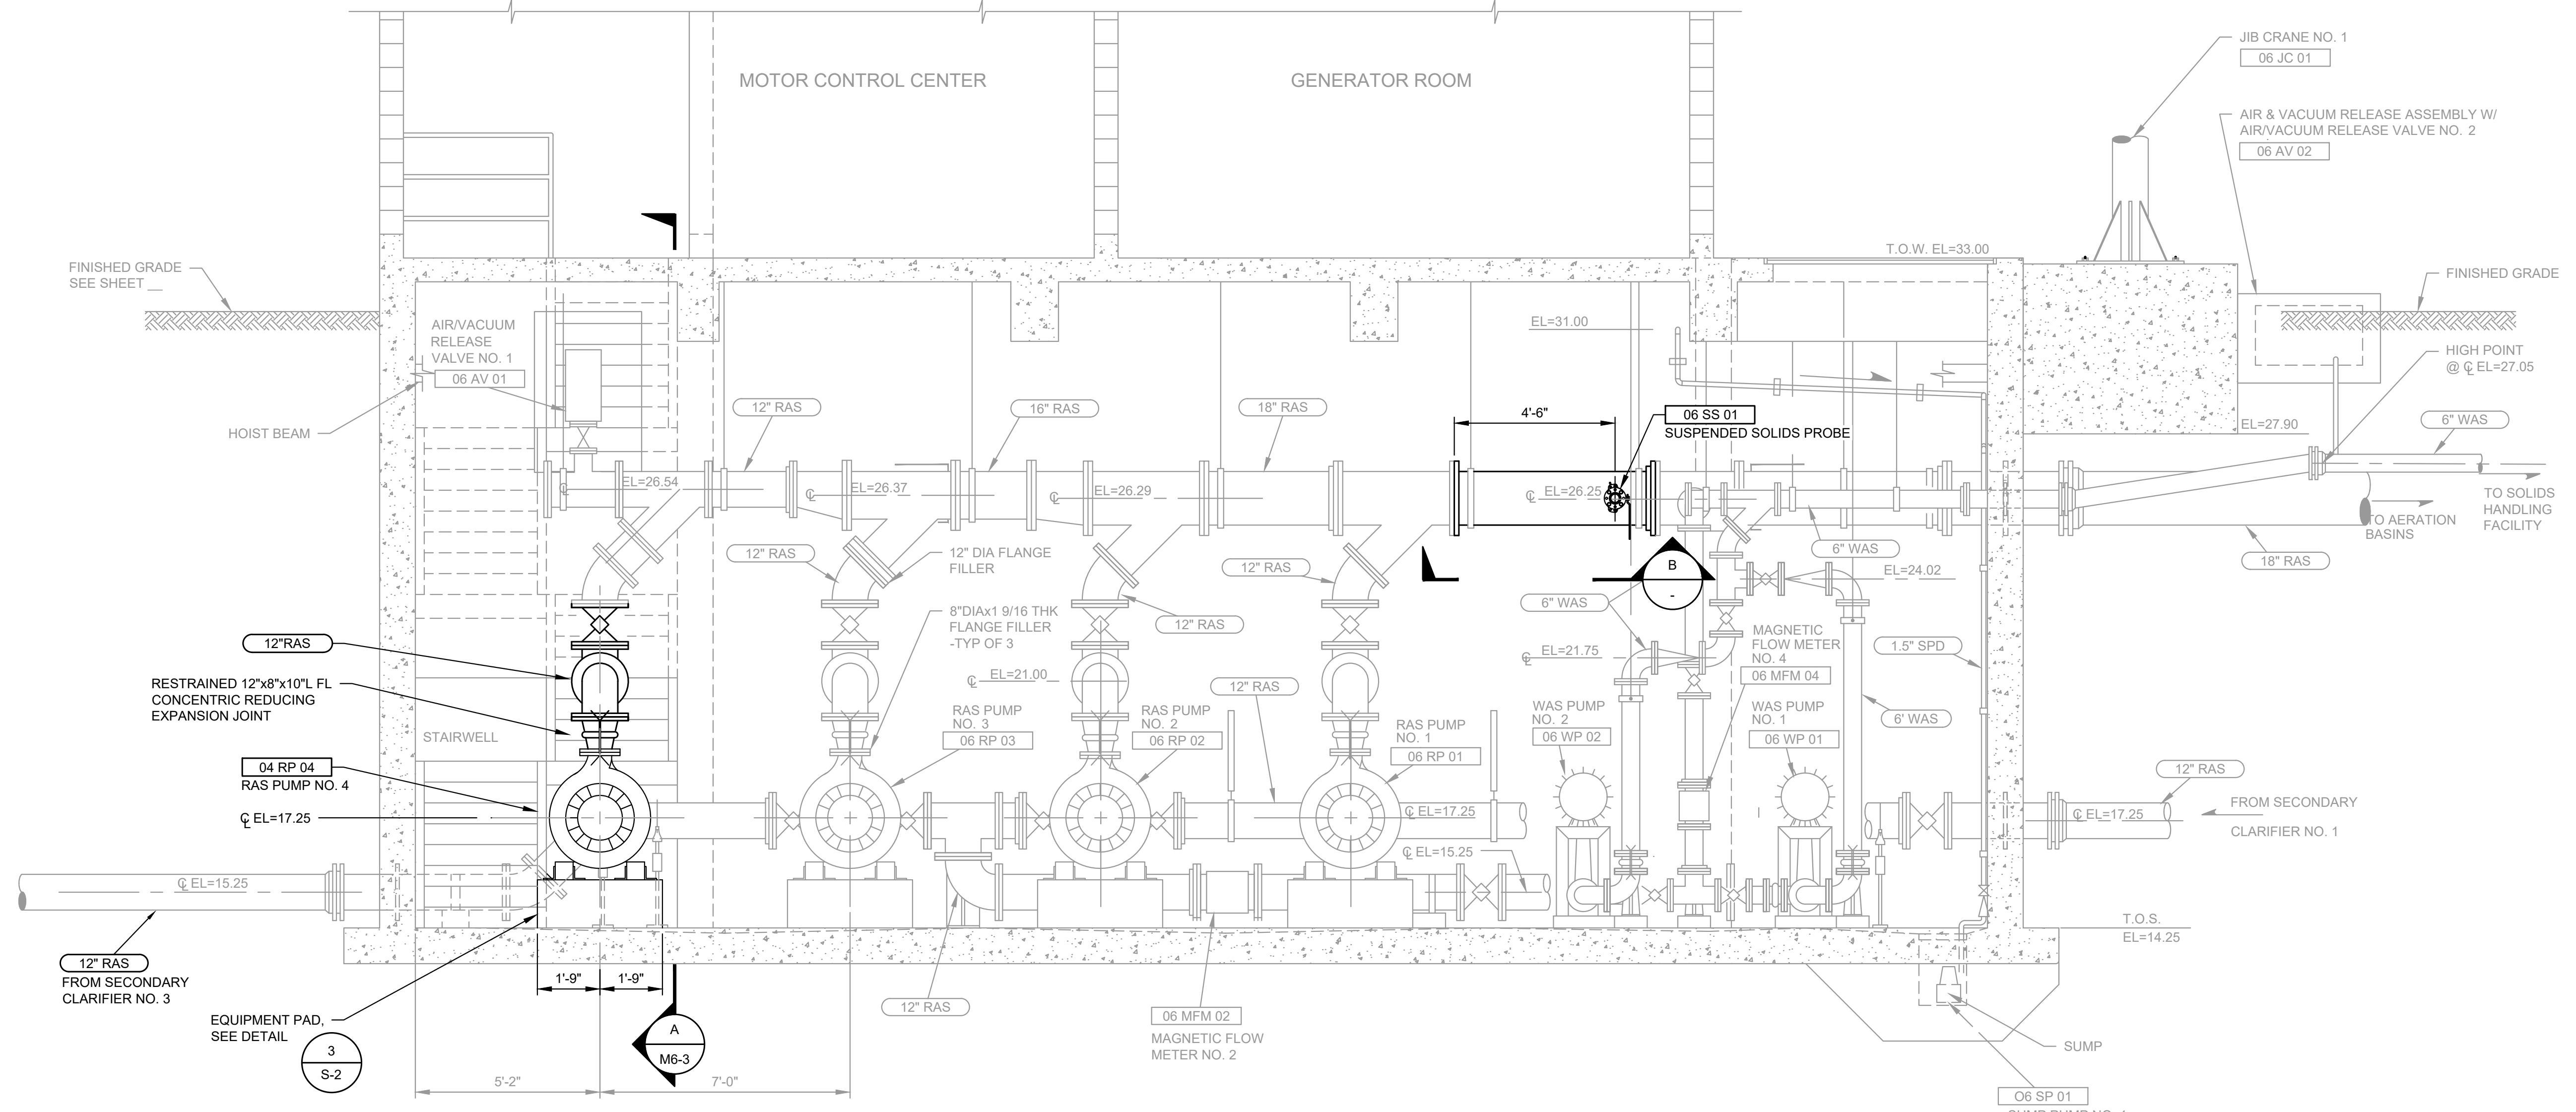 MOTOR CONTROL CENTER
GENERATOR ROOM
JIB CRANE NO. 1
06 JC 01
AIR & VACUUM RELEASE ASSEMBLY W/
AIR/VACUUM RELEASE VALVE NO. 2
06 AV 02
T.O.W. EL=33.00
FINISHED GRADE
SEE SHEET __
FINISHED GRADE
AIR/VACUUM
RELEASE
VALVE NO. 1
06 AV 01
EL=31.00
HIGH POINT
@ ℄ EL=27.05
HOIST BEAM
12" RAS
16" RAS
18" RAS
4'-6"
06 SS 01
SUSPENDED SOLIDS PROBE
EL=27.90
6" WAS
℄ EL=26.54
℄ EL=26.37
℄ EL=26.29
℄ EL=26.25
TO SOLIDS
HANDLING
FACILITY
TO AERATION
BASINS
12" RAS
12" DIA FLANGE
FILLER
12" RAS
6" WAS
18" RAS
B
-
EL=24.02
6" WAS
8"DIAx1 9/16 THK
FLANGE FILLER
-TYP OF 3
12" RAS
12"RAS
℄ EL=21.75
MAGNETIC
FLOW METER
NO. 4
06 MFM 04
1.5" SPD
RESTRAINED 12"x8"x10"L FL
CONCENTRIC REDUCING
EXPANSION JOINT
℄ EL=21.00
12" RAS
STAIRWELL
RAS PUMP
NO. 3
06 RP 03
RAS PUMP
NO. 2
06 RP 02
RAS PUMP
NO. 1
06 RP 01
WAS PUMP
NO. 2
06 WP 02
WAS PUMP
NO. 1
06 WP 01
6' WAS
04 RP 04
RAS PUMP NO. 4
℄ EL=17.25
℄ EL=17.25
℄ EL=17.25
12" RAS
FROM SECONDARY
CLARIFIER NO. 1
℄ EL=15.25
℄ EL=15.25
T.O.S.
EL=14.25
12" RAS
FROM SECONDARY
CLARIFIER NO. 3
1'-9"
1'-9"
12" RAS
06 MFM 02
MAGNETIC FLOW
METER NO. 2
EQUIPMENT PAD,
SEE DETAIL
3
S-2
A
M6-3
SUMP
5'-2"
7'-0"
O6 SP 01